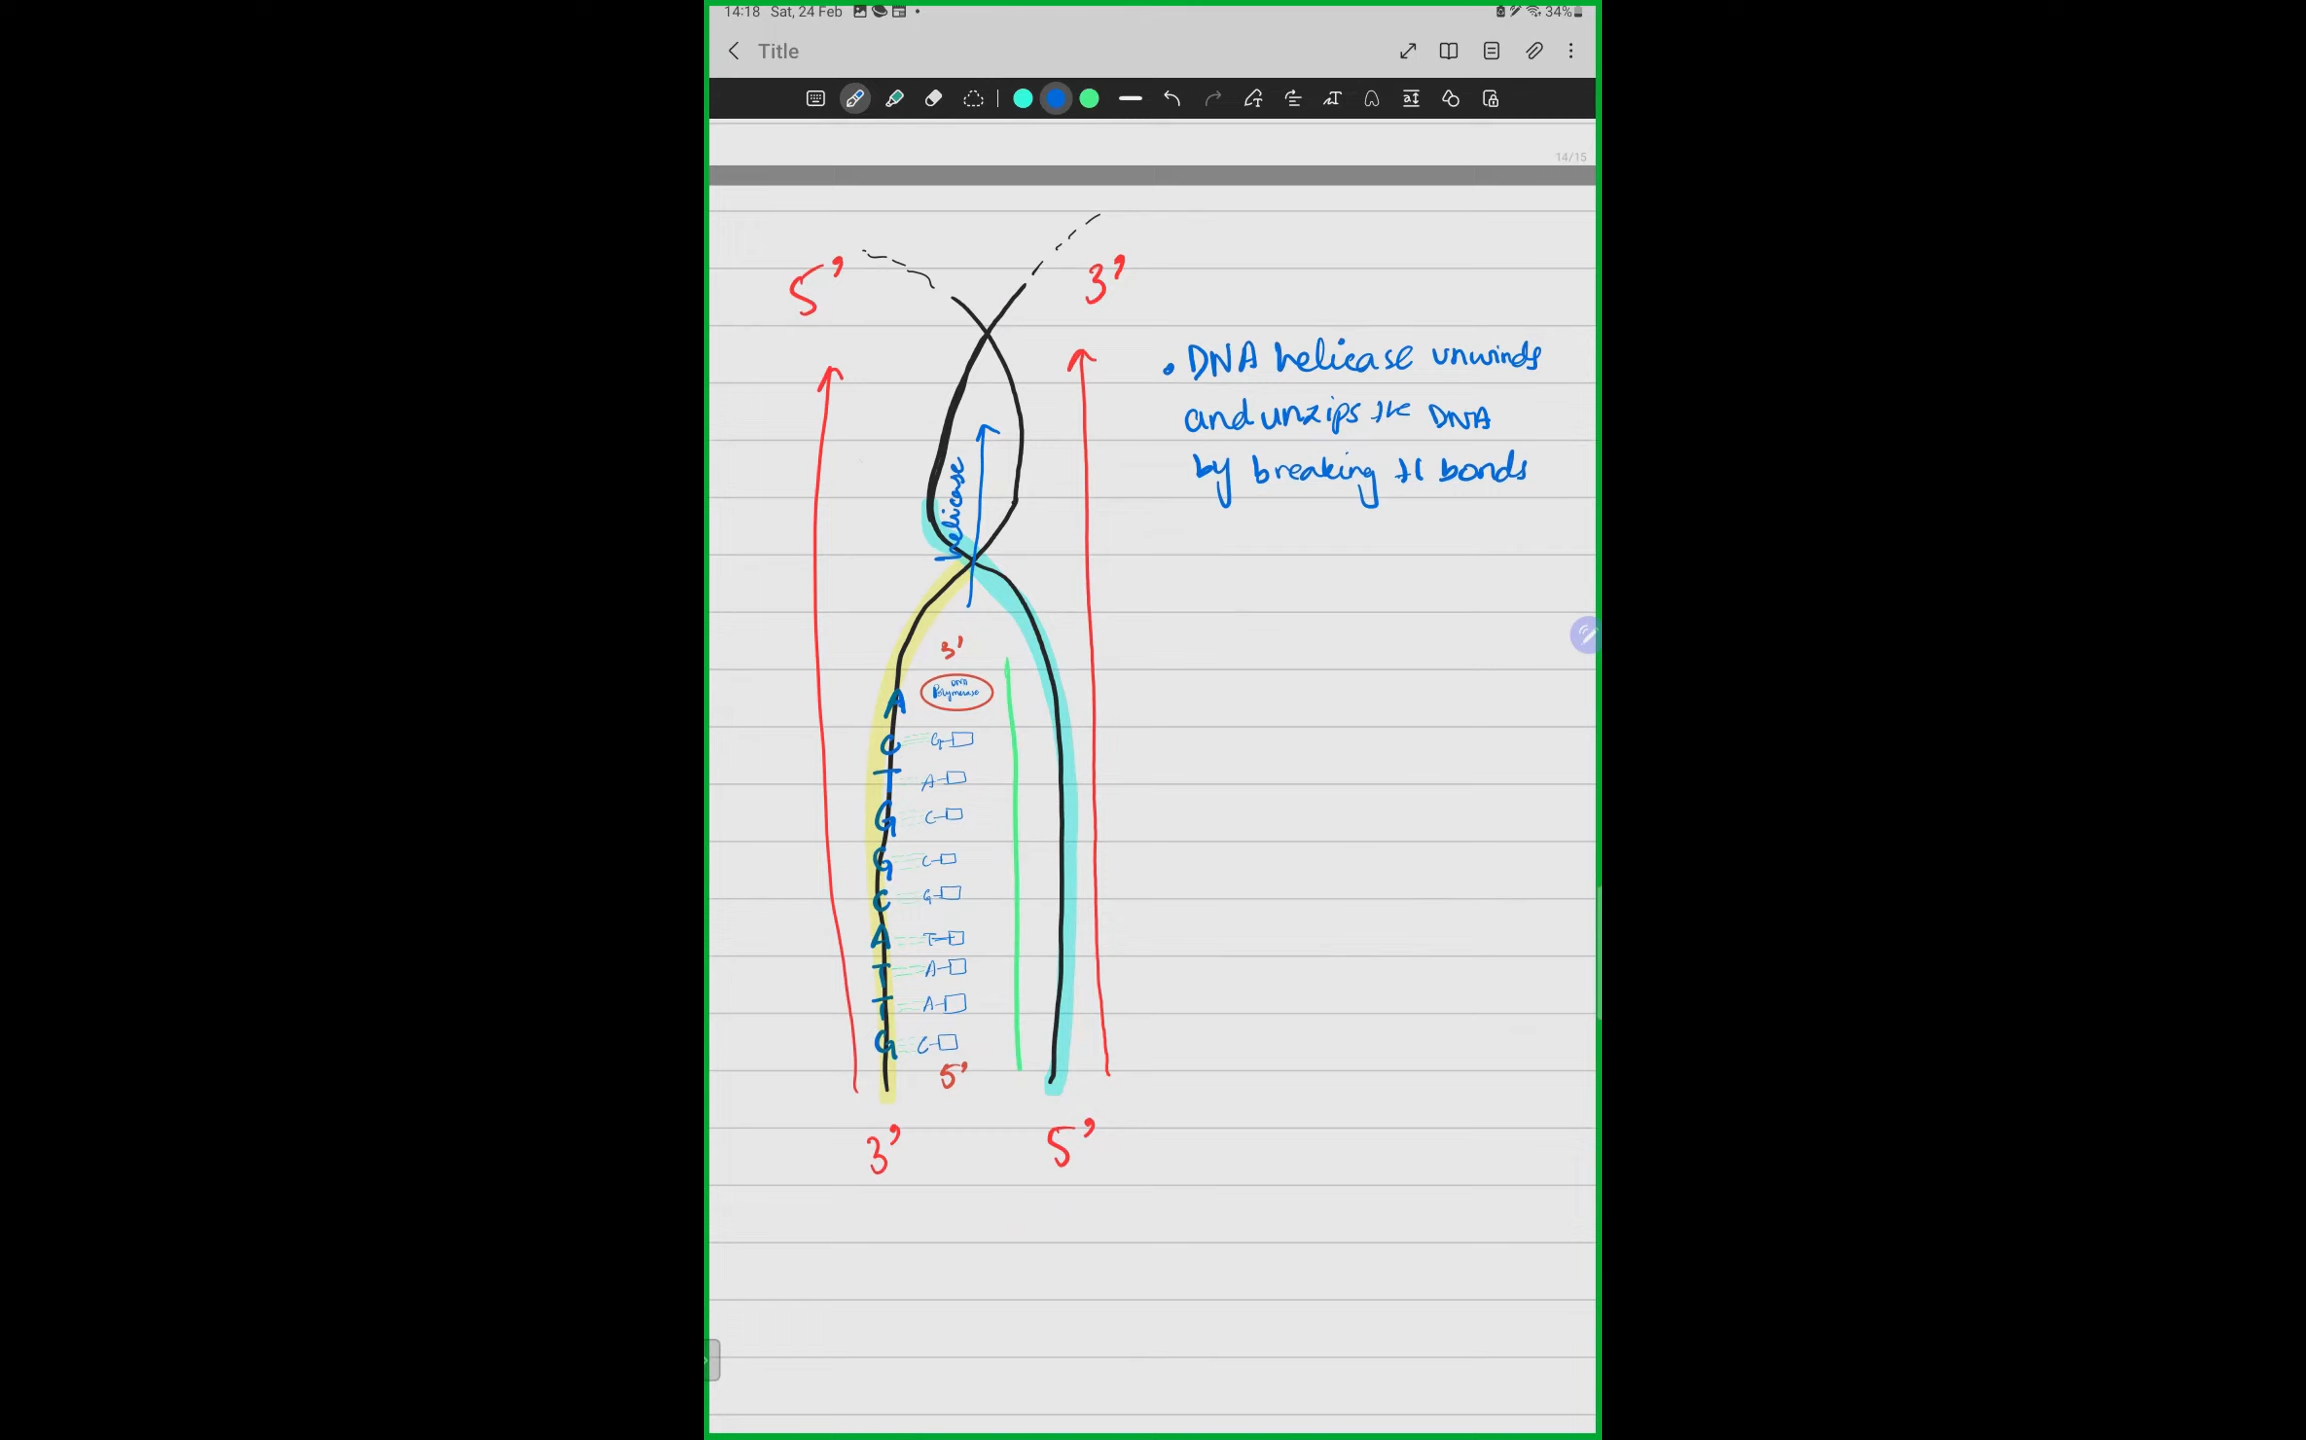 14:18 Sat, 24 Feb
34%
Title
14/15
5' 3'
• DNA helicase unwinds
and unzips the DNA
by breaking H bonds
helicase
3'
DNA
Polymerase
A
C G
T A
G C
G C
C G
A T
T A
T A
G C
5'
3' 5'